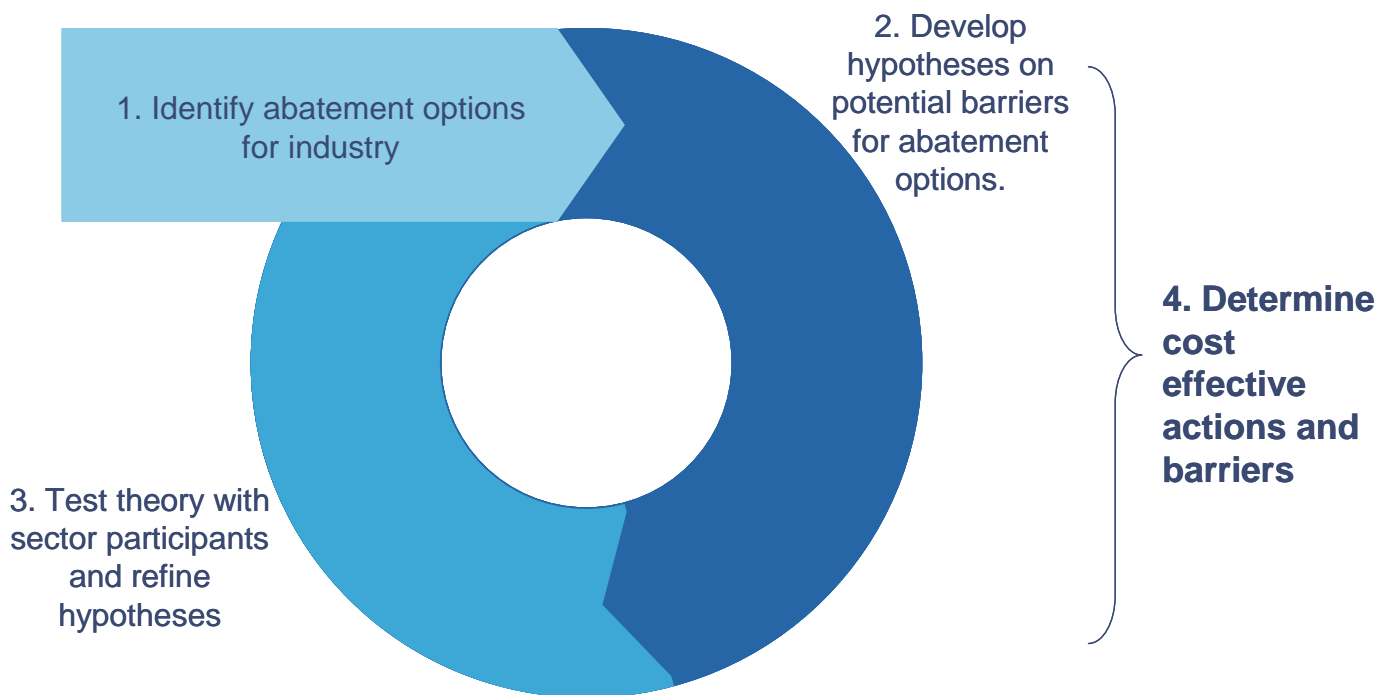 1. Identify abatement options
for industry
2. Develop
hypotheses on
potential barriers
for abatement
options.
3. Test theory with
sector participants
and refine
hypotheses
4. Determine
cost
effective
actions and
barriers